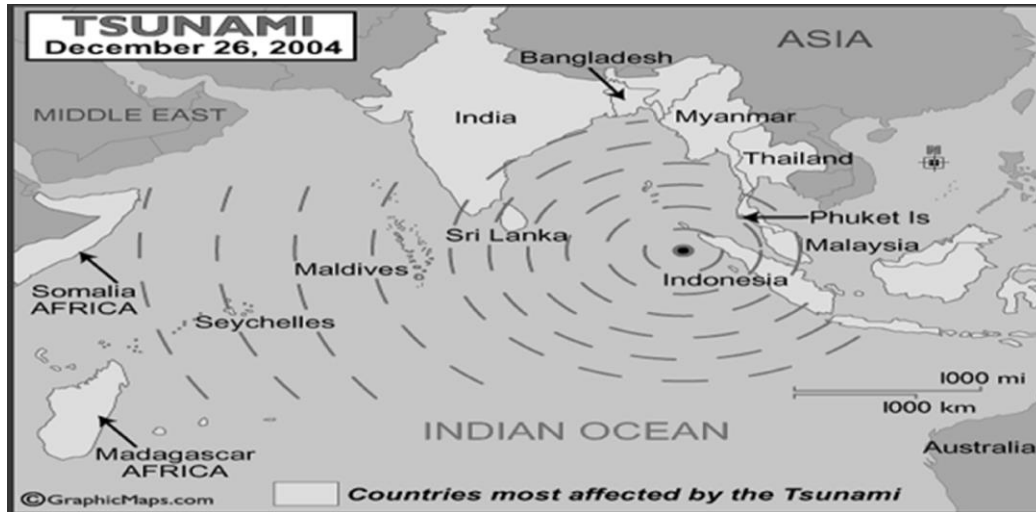 TSUNAMI
December 26, 2004
ASIA
Bangladesh
MIDDLE EAST
India
Myanmar
Thailand
Phuket Is
Sri Lanka
Malaysia
Maldives
Indonesia
Somalia
AFRICA
Seychelles
1000 mi
1000 km
INDIAN OCEAN
Australia
Madagascar
AFRICA
©GraphicMaps.com
Countries most affected by the Tsunami